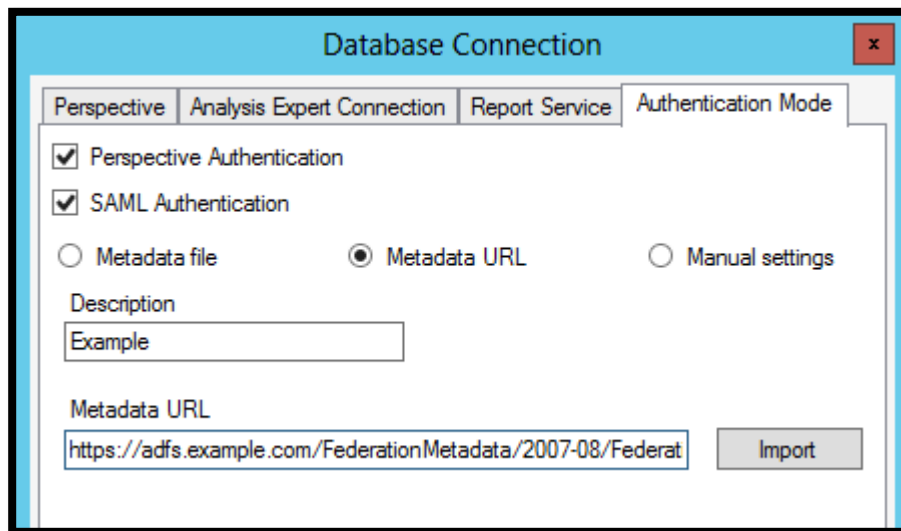 Database Connection
x
Perspective Analysis Expert Connection Report Service Authentication Mode
Perspective Authentication
SAML Authentication
Metadata file Metadata URL Manual settings
Description
Example
Metadata URL
https://adfs.example.com/FederationMetadata/2007-08/Federat Import